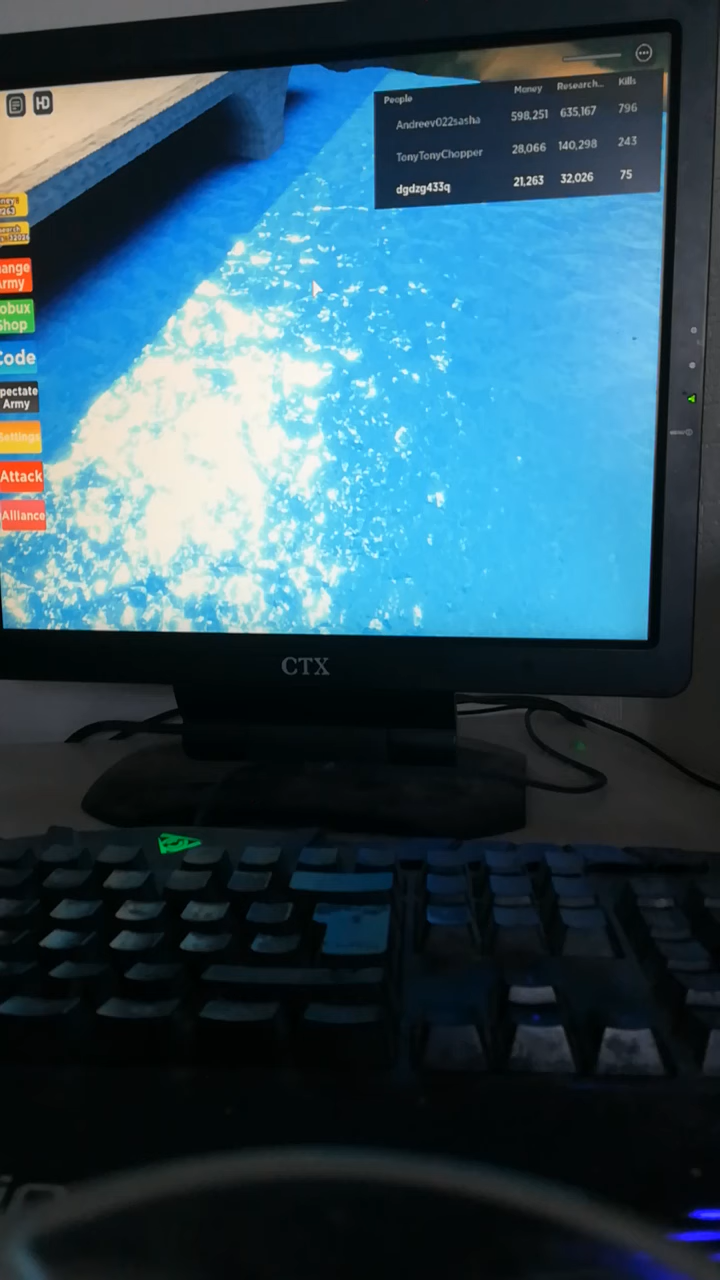 HD
People Money Research... Kills
Andreev022sasha 598,251 635,167 796
TonyTonyChopper 28,066 140,298 243
dgdzg433q 21,263 32,026 75
ange
Army
obux
Shop
Code
pectate
Army
Settings
Attack
Alliance
CTX